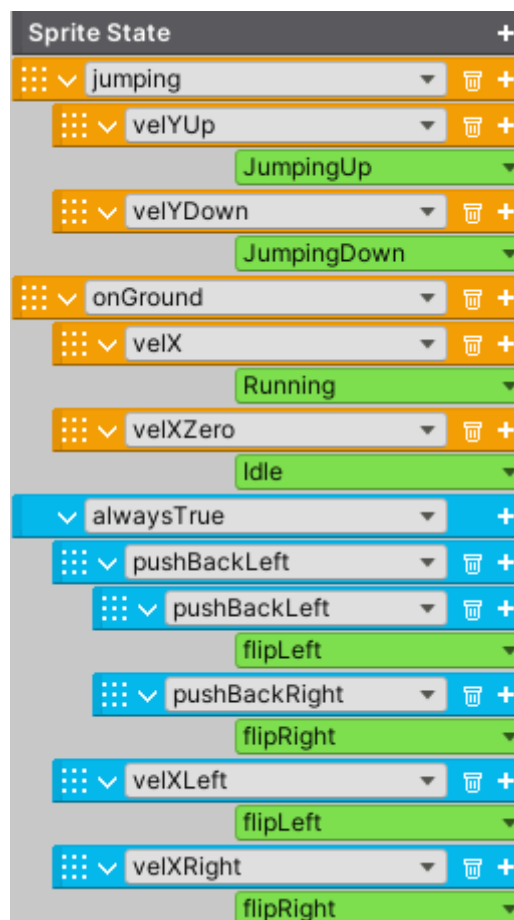 Sprite State
jumping
velYUp
JumpingUp
velYDown
JumpingDown
onGround
velX
Running
velXZero
Idle
alwaysTrue
pushBackLeft
pushBackLeft
flipLeft
pushBackRight
flipRight
velXLeft
flipLeft
velXRight
flipRight